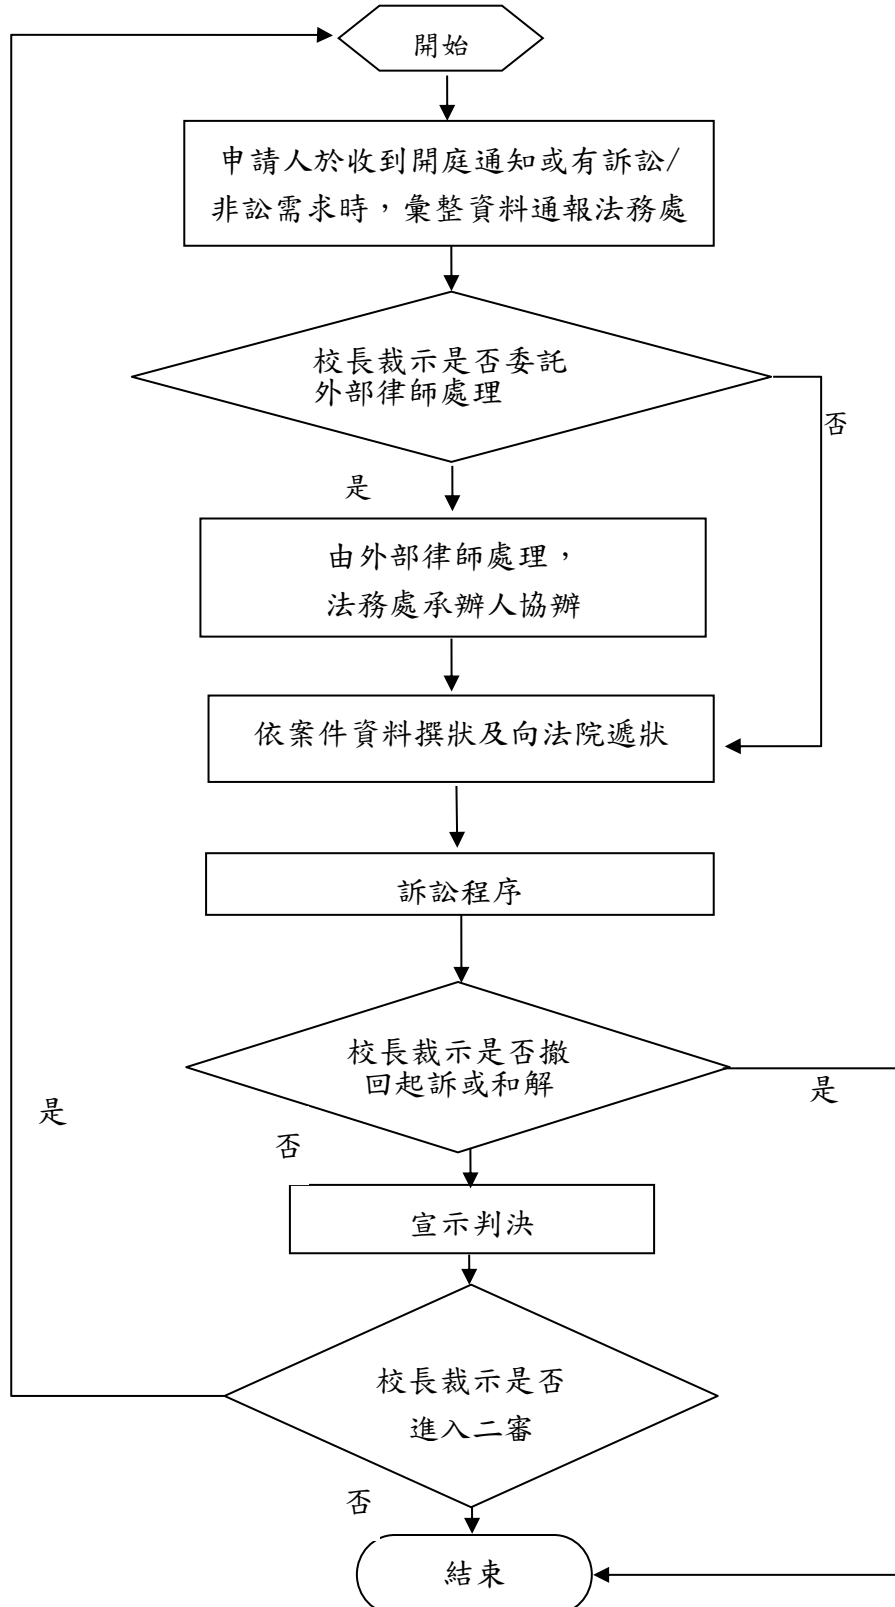 開始
申請人於收到開庭通知或有訴訟/
非訟需求時，彙整資料通報法務處
校長裁示是否委託
外部律師處理
否
是
由外部律師處理，
法務處承辦人協辦
依案件資料撰狀及向法院遞狀
訴訟程序
校長裁示是否撤
回起訴或和解
是
是
否
宣示判決
校長裁示是否
進入二審
否
結束